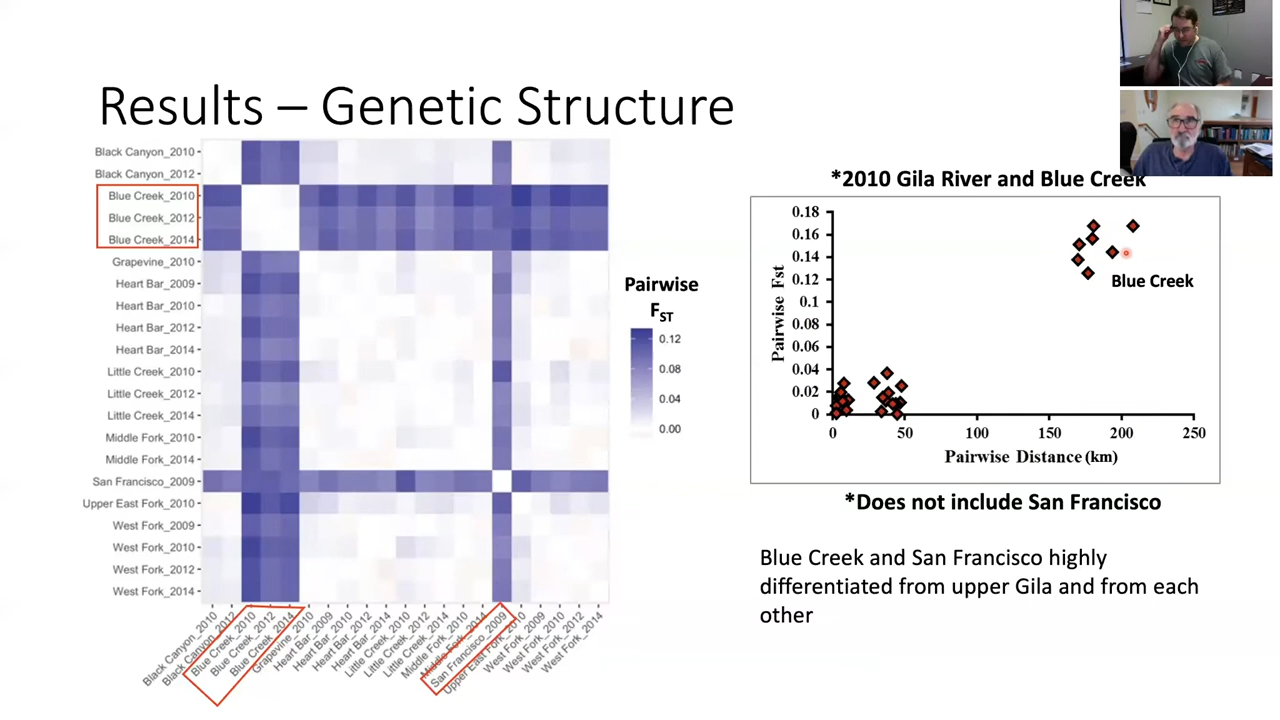 Results – Genetic Structure
Black Canyon_2010
Black Canyon_2012
Blue Creek_2010
Blue Creek_2012
Blue Creek_2014
Grapevine_2010
Heart Bar_2009
Heart Bar_2010
Heart Bar_2012
Heart Bar_2014
Little Creek_2010
Little Creek_2012
Little Creek_2014
Middle Fork_2010
Middle Fork_2014
San Francisco_2009
Upper East Fork_2010
West Fork_2009
West Fork_2010
West Fork_2012
West Fork_2014
Black Canyon_2010
Black Canyon_2012
Blue Creek_2010
Blue Creek_2012
Blue Creek_2014
Grapevine_2010
Heart Bar_2009
Heart Bar_2010
Heart Bar_2012
Heart Bar_2014
Little Creek_2010
Little Creek_2012
Little Creek_2014
Middle Fork_2010
Middle Fork_2014
San Francisco_2009
Upper East Fork_2010
West Fork_2009
West Fork_2010
West Fork_2012
West Fork_2014
Pairwise
FST
0.12
0.08
0.04
0.00
*2010 Gila River and Blue Creek
Pairwise Fst
0.18
0.16
0.14
0.12
0.1
0.08
0.06
0.04
0.02
0
Blue Creek
0 50 100 150 200 250
Pairwise Distance (km)
*Does not include San Francisco
Blue Creek and San Francisco highly
differentiated from upper Gila and from each
other